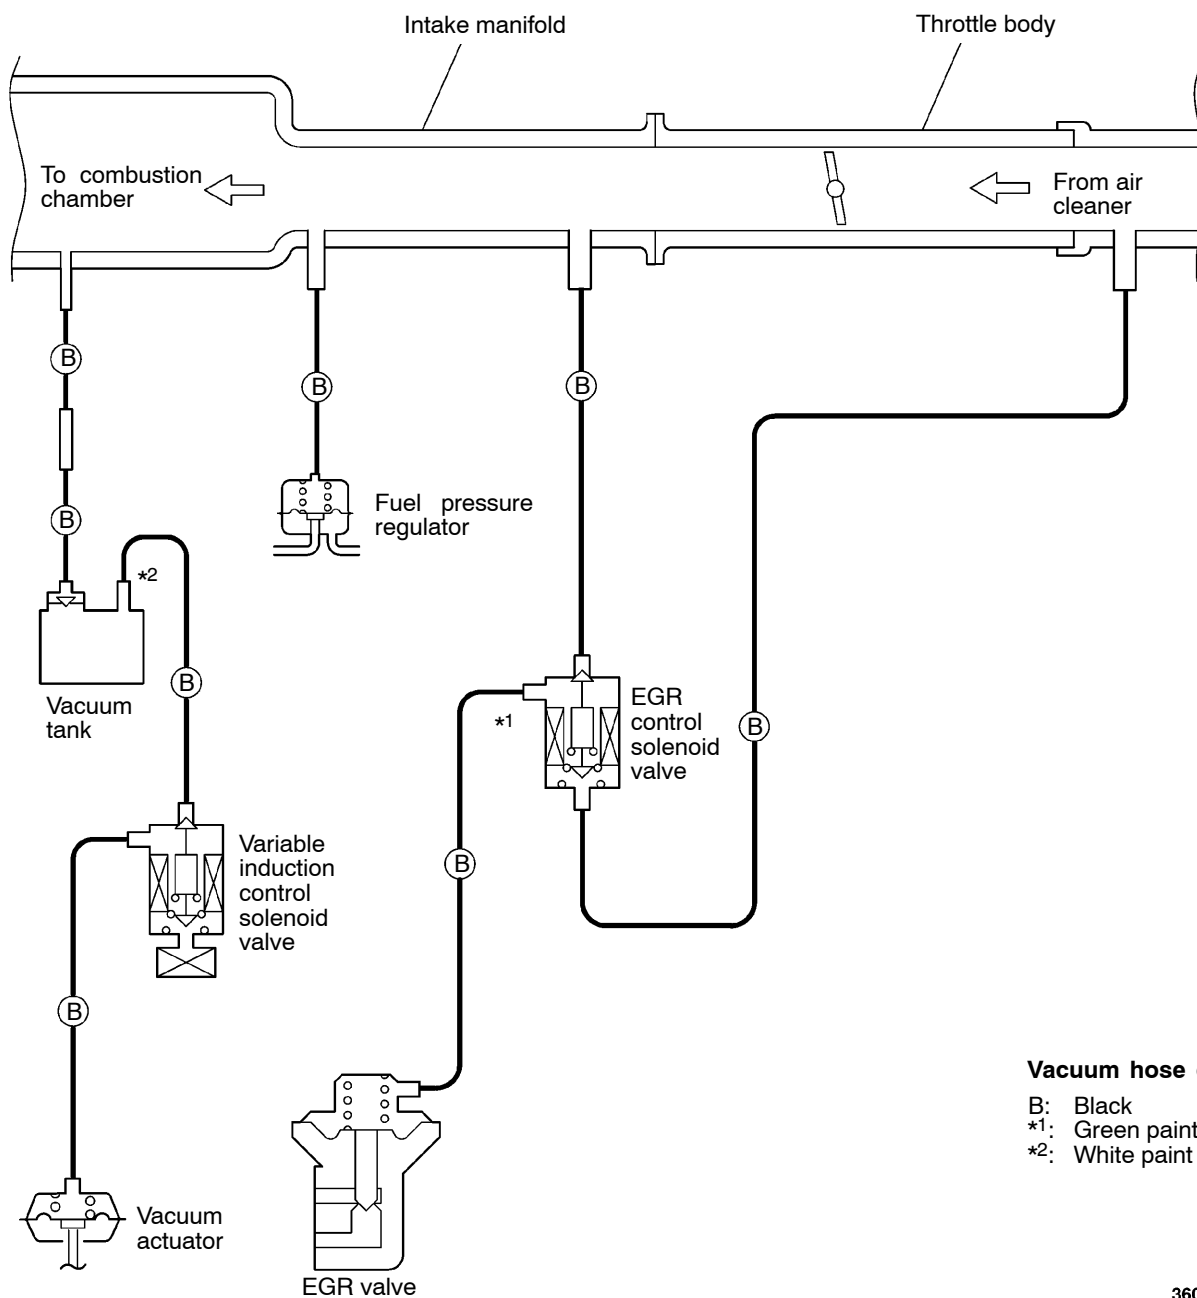 Intake manifold
Throttle body
To combustion
chamber
From air
cleaner
B
B
B
Fuel pressure
regulator
B
*2
B
Vacuum
tank
EGR
control
solenoid
valve
*1
B
Variable
induction
control
solenoid
valve
B
B
Vacuum hose
B: Black
*1: Green paint
*2: White paint
Vacuum
actuator
EGR valve
360